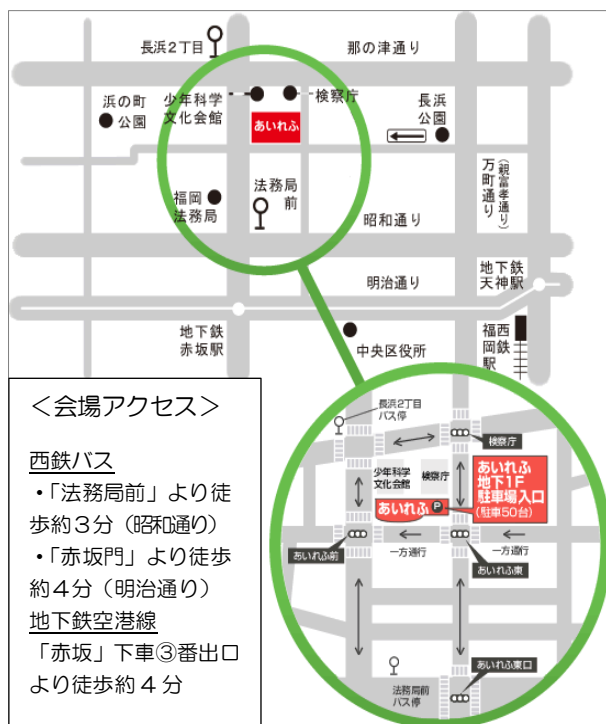 長浜2丁目
那の津通り
浜の町
公園
少年科学
文化会館
検察庁
長浜
公園
あいれふ
福岡
法務局
法務局
前
万町通り
(親富孝通り)
昭和通り
明治通り
地下鉄
天神駅
地下鉄
赤坂駅
中央区役所
西鉄
福岡駅
<会場アクセス>
西鉄バス
・「法務局前」より徒
歩約3分(昭和通り)
・「赤坂門」より徒歩
約4分(明治通り)
地下鉄空港線
「赤坂」下車③番出口
より徒歩約4分
長浜2丁目
バス停
検察庁
少年科学
文化会館
検察庁
あいれふ
地下1F
駐車場入口
(駐車50台)
あいれふ P
あいれふ前
一方通行
一方通行
あいれふ東
あいれふ東口
法務局前
バス停